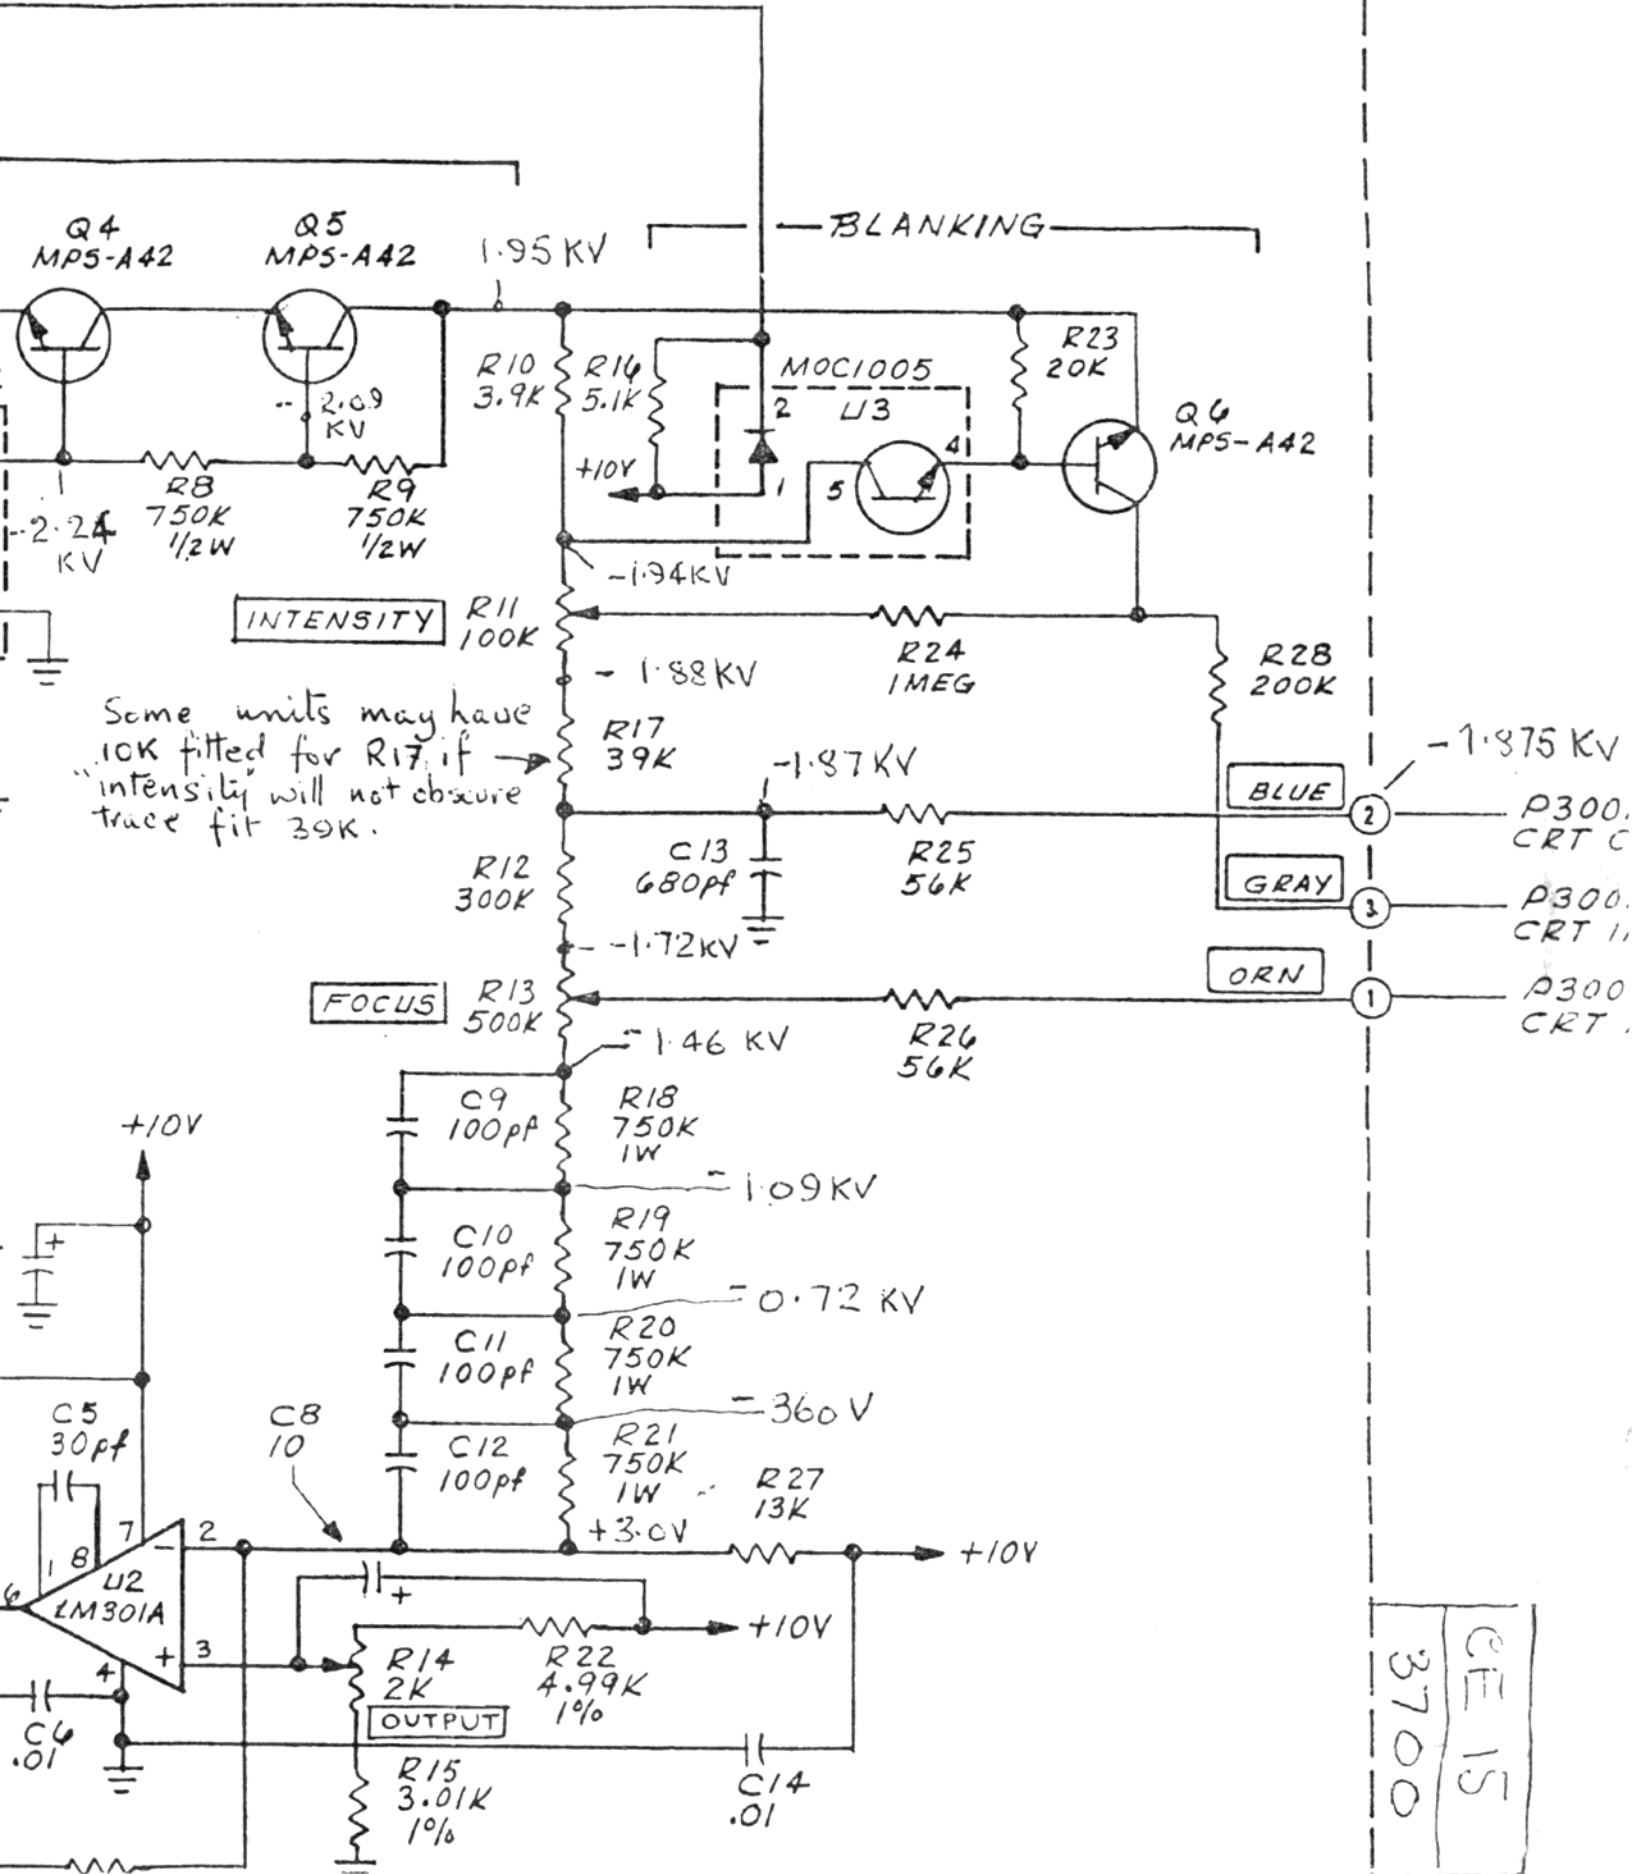 BLANKING
Q4
MPS-A42
Q5
MPS-A42
1.95 KV
R10
3.9K
R16
5.1K
MOC1005
U3
2
1
5
4
+10V
R23
20K
Q6
MPS-A42
-- 2.09
KV
R8
750K
1/2W
R9
750K
1/2W
-2.24
KV
-1.94KV
INTENSITY
R11
100K
R24
1MEG
R28
200K
- 1.88KV
Some units may have
10K fitted for R17, if
"intensity" will not obscure
trace fit 39K.
R17
39K
-1.87KV
-1.875 KV
BLUE
2
P300
CRT C
R12
300K
C13
680pf
R25
56K
GRAY
3
P300
CRT
-1.72KV
ORN
1
P300
CRT
FOCUS
R13
500K
R26
56K
- 1.46 KV
C9
100pf
R18
750K
1W
+10V
- 1.09KV
C10
100pf
R19
750K
1W
+
- 0.72 KV
C11
100pf
R20
750K
1W
- 360V
C5
30pf
C8
10
C12
100pf
R21
750K
1W
R27
13K
+3.0V
+10V
7
2
-
1
8
6
U2
LM301A
+
3
4
+
+10V
R14
2K
OUTPUT
R22
4.99K
1%
C6
.01
R15
3.01K
1%
C14
.01
CE 15
3700